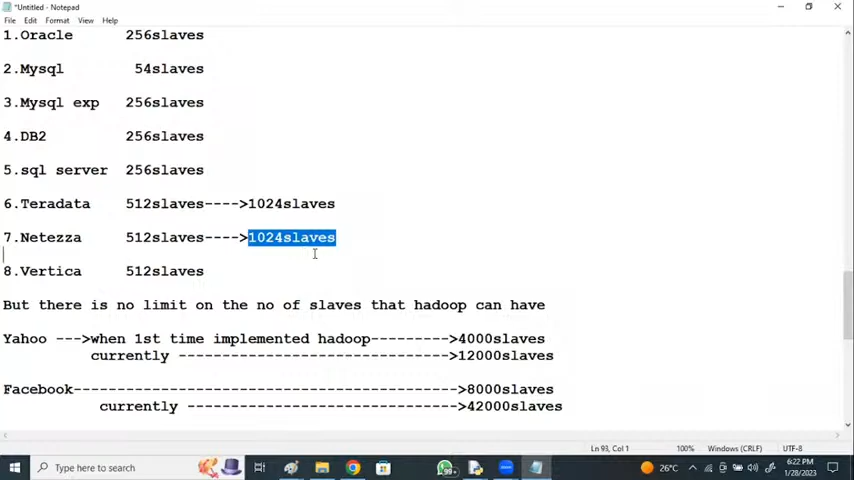 *Untitled - Notepad
File Edit Format View Help
1.Oracle 256slaves
2.Mysql 54slaves
3.Mysql exp 256slaves
4.DB2 256slaves
5.sql server 256slaves
6.Teradata 512slaves---->1024slaves
7.Netezza 512slaves---->1024slaves
8.Vertica 512slaves
But there is no limit on the no of slaves that hadoop can have
Yahoo --->when 1st time implemented hadoop--------->4000slaves
currently ------------------------------->12000slaves
Facebook--------------------------------------------->8000slaves
currently ------------------------------->42000slaves
Ln 93, Col 1 100% Windows (CRLF) UTF-8
Type here to search
99+
26°C
6:22 PM
1/28/2023